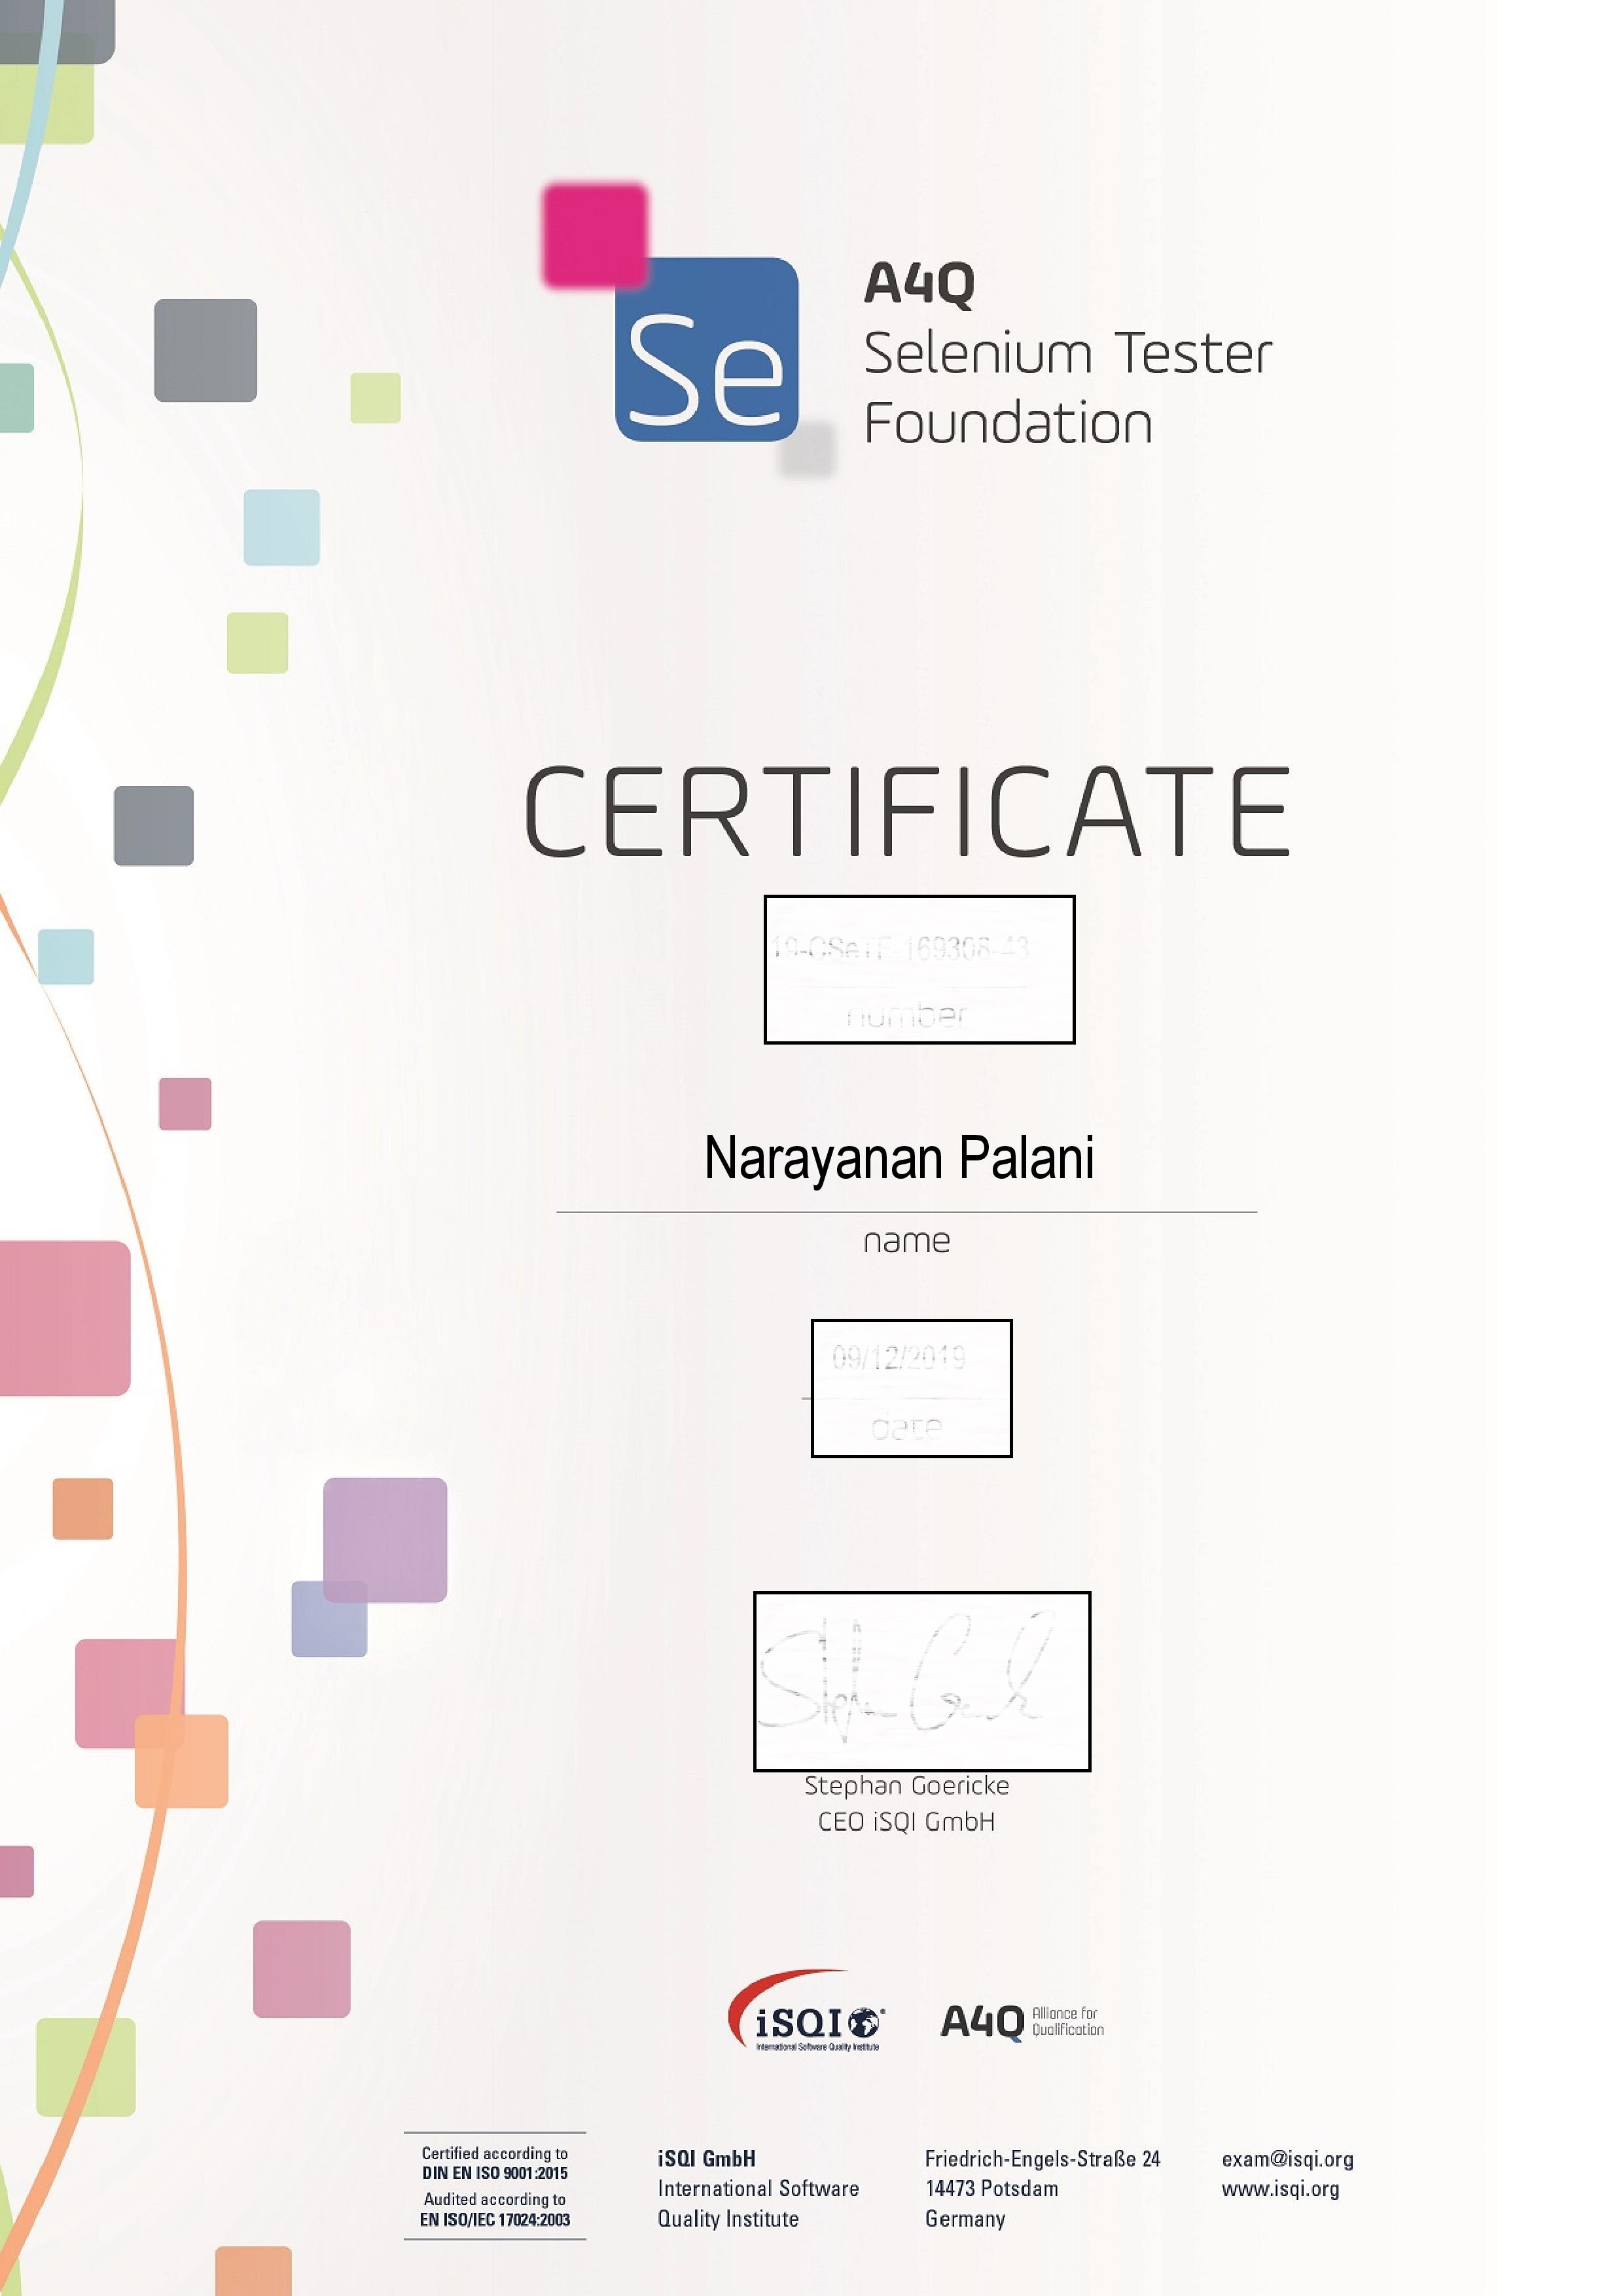 Se
A4Q
Selenium Tester
Foundation
CERTIFICATE
19-CSeTF-169308-43
number
Narayanan Palani
name
09/12/2019
date
Stephan Goericke
CEO iSQI GmbH
iSQI
International Software Quality Institute
A4Q Alliance for
Qualification
Certified according to
DIN EN ISO 9001:2015
Audited according to
EN ISO/IEC 17024:2003
iSQI GmbH
International Software
Quality Institute
Friedrich-Engels-Straße 24
14473 Potsdam
Germany
exam@isqi.org
www.isqi.org